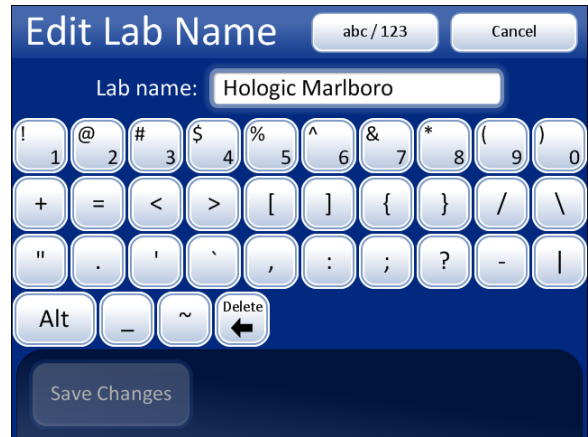 Edit Lab Name abc / 123 Cancel
Lab name: Hologic Marlboro
! 1 @ 2 # 3 $ 4 % 5 ^ 6 & 7 * 8 ( 9 ) 0
+ = < > [ ] { } / \
" . ' ` , : ; ? - |
Alt _ ~ Delete
Save Changes